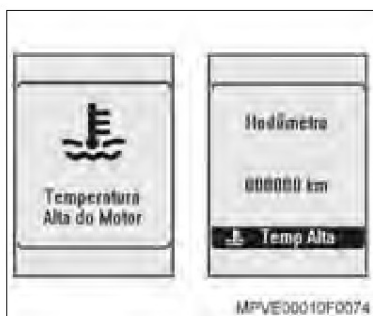 Temperatura
Alta do Motor
Hodômetro
000000 km
Temp Alta
MPVE00010F0074